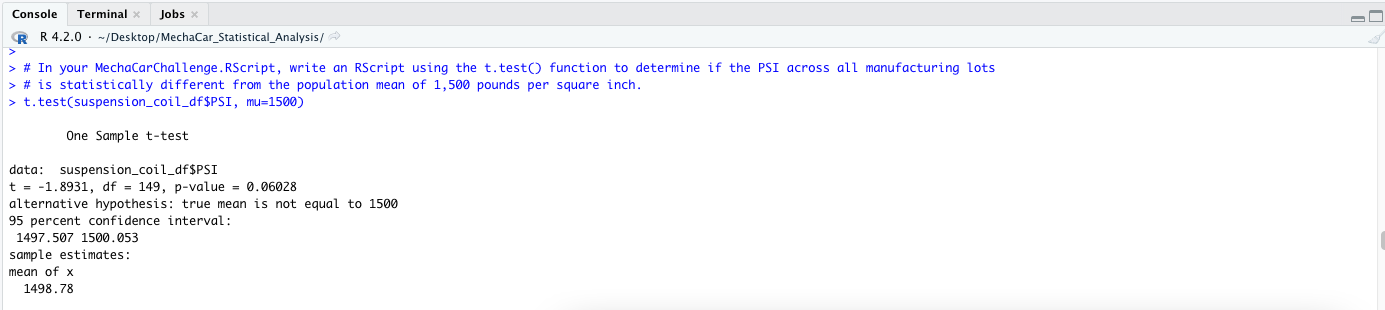 Console Terminal × Jobs ×
R R 4.2.0 · ~/Desktop/MechaCar_Statistical_Analysis/
>
> # In your MechaCarChallenge.RScript, write an RScript using the t.test() function to determine if the PSI across all manufacturing lots
> # is statistically different from the population mean of 1,500 pounds per square inch.
> t.test(suspension_coil_df$PSI, mu=1500)
One Sample t-test
data:  suspension_coil_df$PSI
t = -1.8931, df = 149, p-value = 0.06028
alternative hypothesis: true mean is not equal to 1500
95 percent confidence interval:
1497.507 1500.053
sample estimates:
mean of x
1498.78